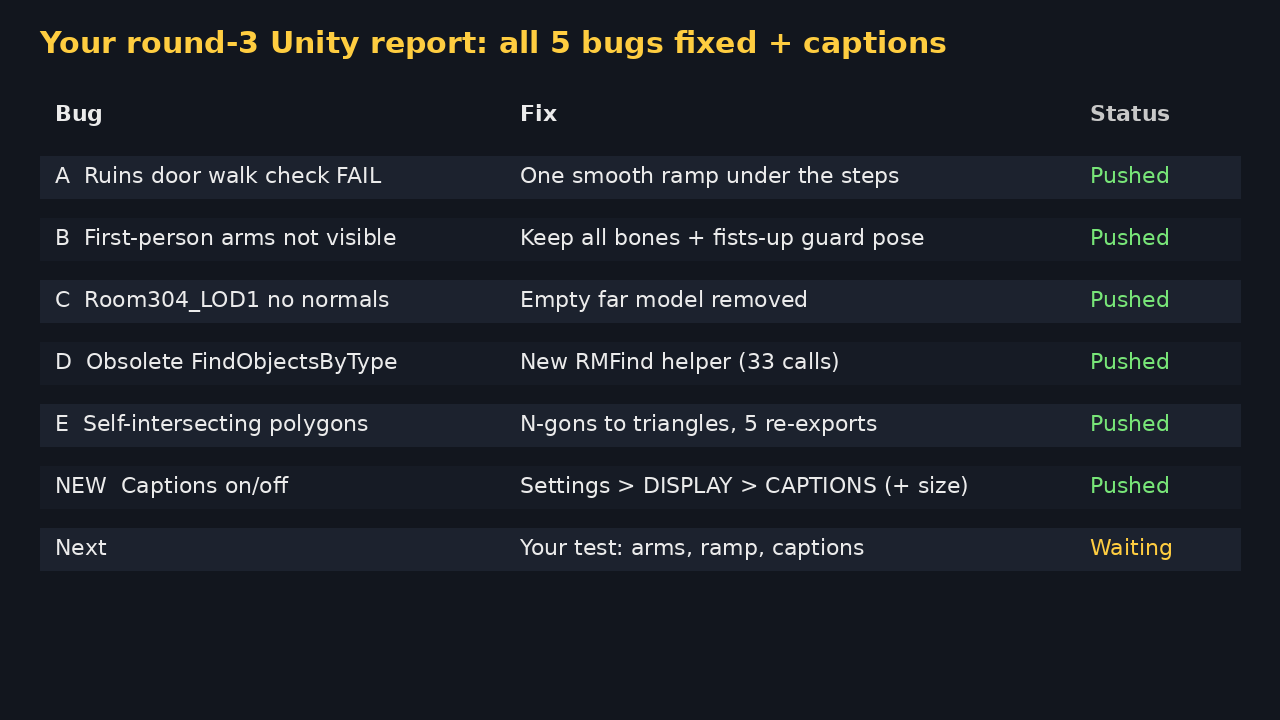 Your round-3 Unity report: all 5 bugs fixed + captions
Bug Fix Status
A Ruins door walk check FAIL One smooth ramp under the steps Pushed
B First-person arms not visible Keep all bones + fists-up guard pose Pushed
C Room304_LOD1 no normals Empty far model removed Pushed
D Obsolete FindObjectsByType New RMFind helper (33 calls) Pushed
E Self-intersecting polygons N-gons to triangles, 5 re-exports Pushed
NEW Captions on/off Settings > DISPLAY > CAPTIONS (+ size) Pushed
Next Your test: arms, ramp, captions Waiting